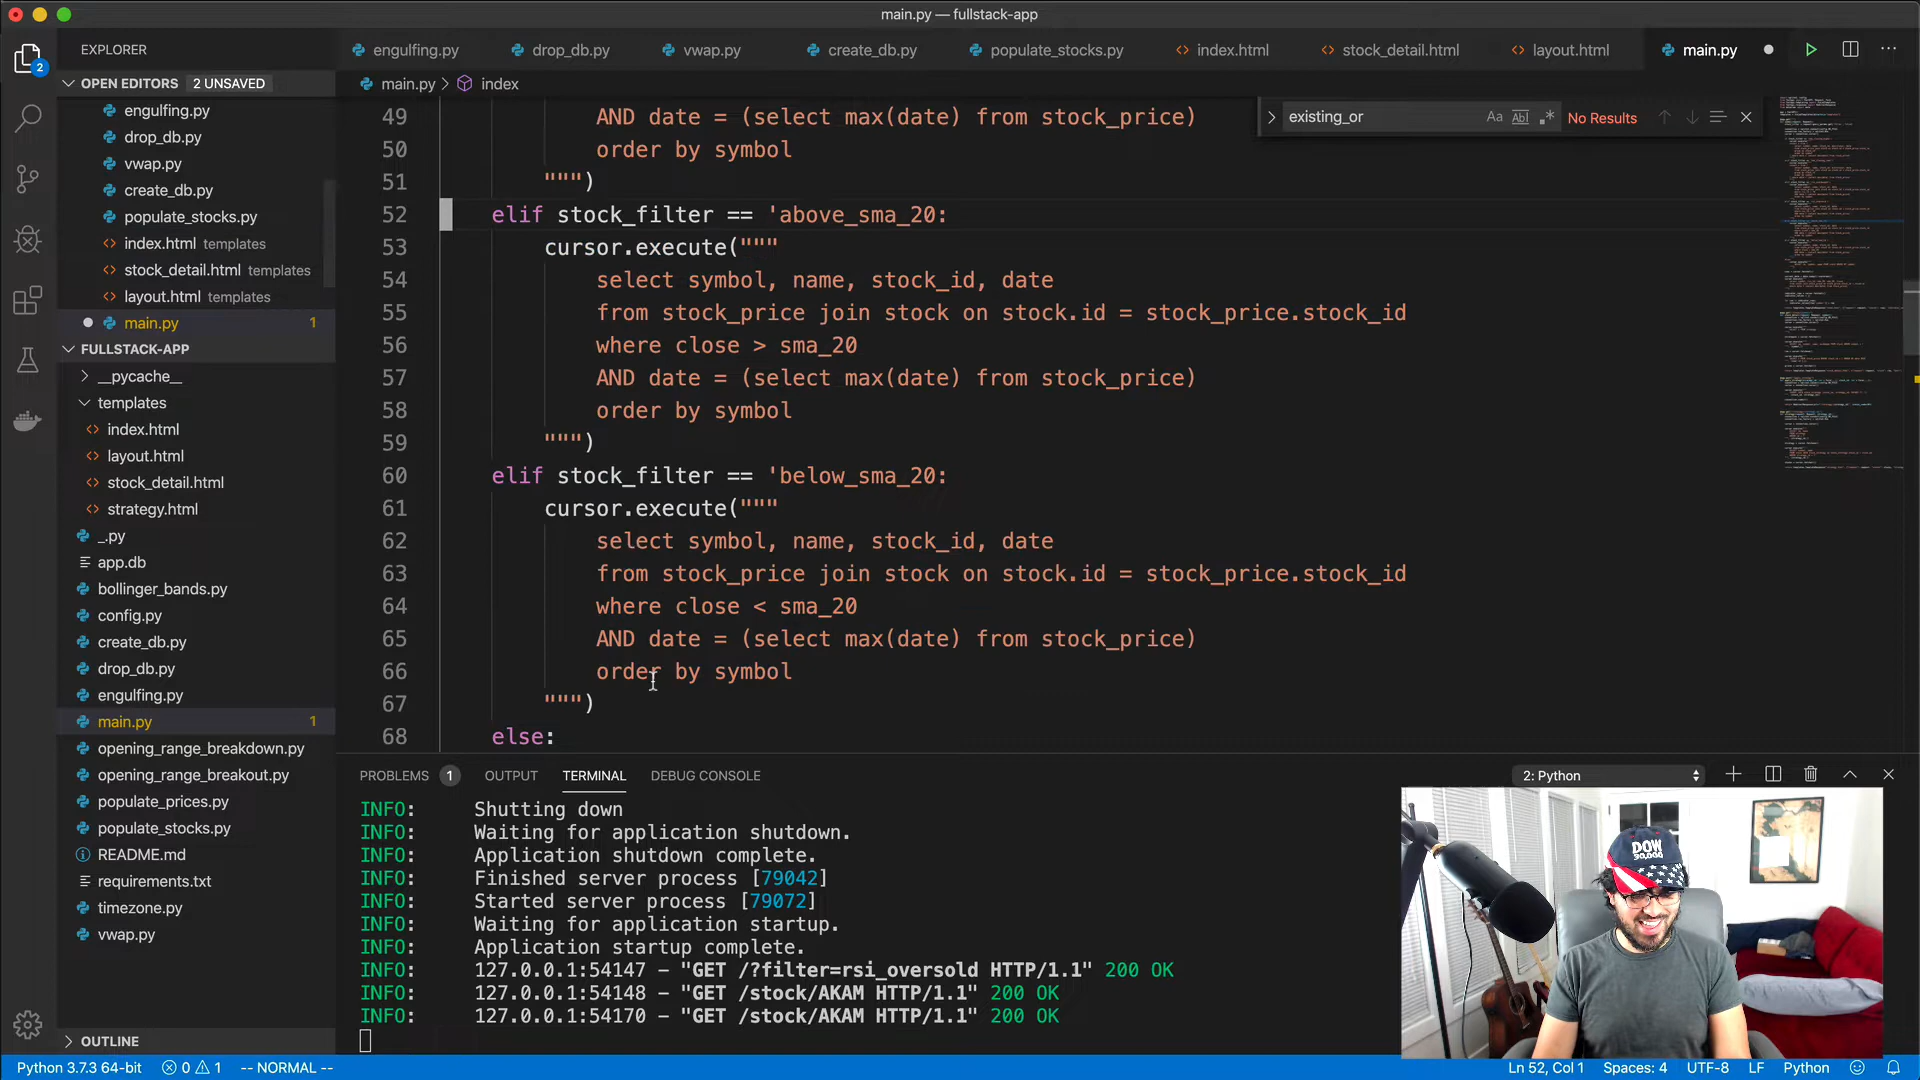 main.py — fullstack-app
EXPLORER
engulfing.py
drop_db.py
vwap.py
create_db.py
populate_stocks.py
index.html
stock_detail.html
layout.html
main.py
2
OPEN EDITORS 2 UNSAVED
main.py > index
engulfing.py
drop_db.py
vwap.py
create_db.py
populate_stocks.py
index.html templates
stock_detail.html templates
layout.html templates
main.py 1
FULLSTACK-APP
__pycache__
templates
index.html
layout.html
stock_detail.html
strategy.html
_.py
app.db
bollinger_bands.py
config.py
create_db.py
drop_db.py
engulfing.py
main.py 1
opening_range_breakdown.py
opening_range_breakout.py
populate_prices.py
populate_stocks.py
README.md
requirements.txt
timezone.py
vwap.py
OUTLINE
existing_or Aa Abl .* No Results
49 AND date = (select max(date) from stock_price)
50 order by symbol
51 """)
52 elif stock_filter == 'above_sma_20:
53 cursor.execute("""
54 select symbol, name, stock_id, date
55 from stock_price join stock on stock.id = stock_price.stock_id
56 where close > sma_20
57 AND date = (select max(date) from stock_price)
58 order by symbol
59 """)
60 elif stock_filter == 'below_sma_20:
61 cursor.execute("""
62 select symbol, name, stock_id, date
63 from stock_price join stock on stock.id = stock_price.stock_id
64 where close < sma_20
65 AND date = (select max(date) from stock_price)
66 order by symbol
67 """)
68 else:
PROBLEMS 1 OUTPUT TERMINAL DEBUG CONSOLE 2: Python
INFO: Shutting down
INFO: Waiting for application shutdown.
INFO: Application shutdown complete.
INFO: Finished server process [79042]
INFO: Started server process [79072]
INFO: Waiting for application startup.
INFO: Application startup complete.
INFO: 127.0.0.1:54147 - "GET /?filter=rsi_oversold HTTP/1.1" 200 OK
INFO: 127.0.0.1:54148 - "GET /stock/AKAM HTTP/1.1" 200 OK
INFO: 127.0.0.1:54170 - "GET /stock/AKAM HTTP/1.1" 200 OK
DOW
30,000
Python 3.7.3 64-bit 0 1 -- NORMAL -- Ln 52, Col 1 Spaces: 4 UTF-8 LF Python